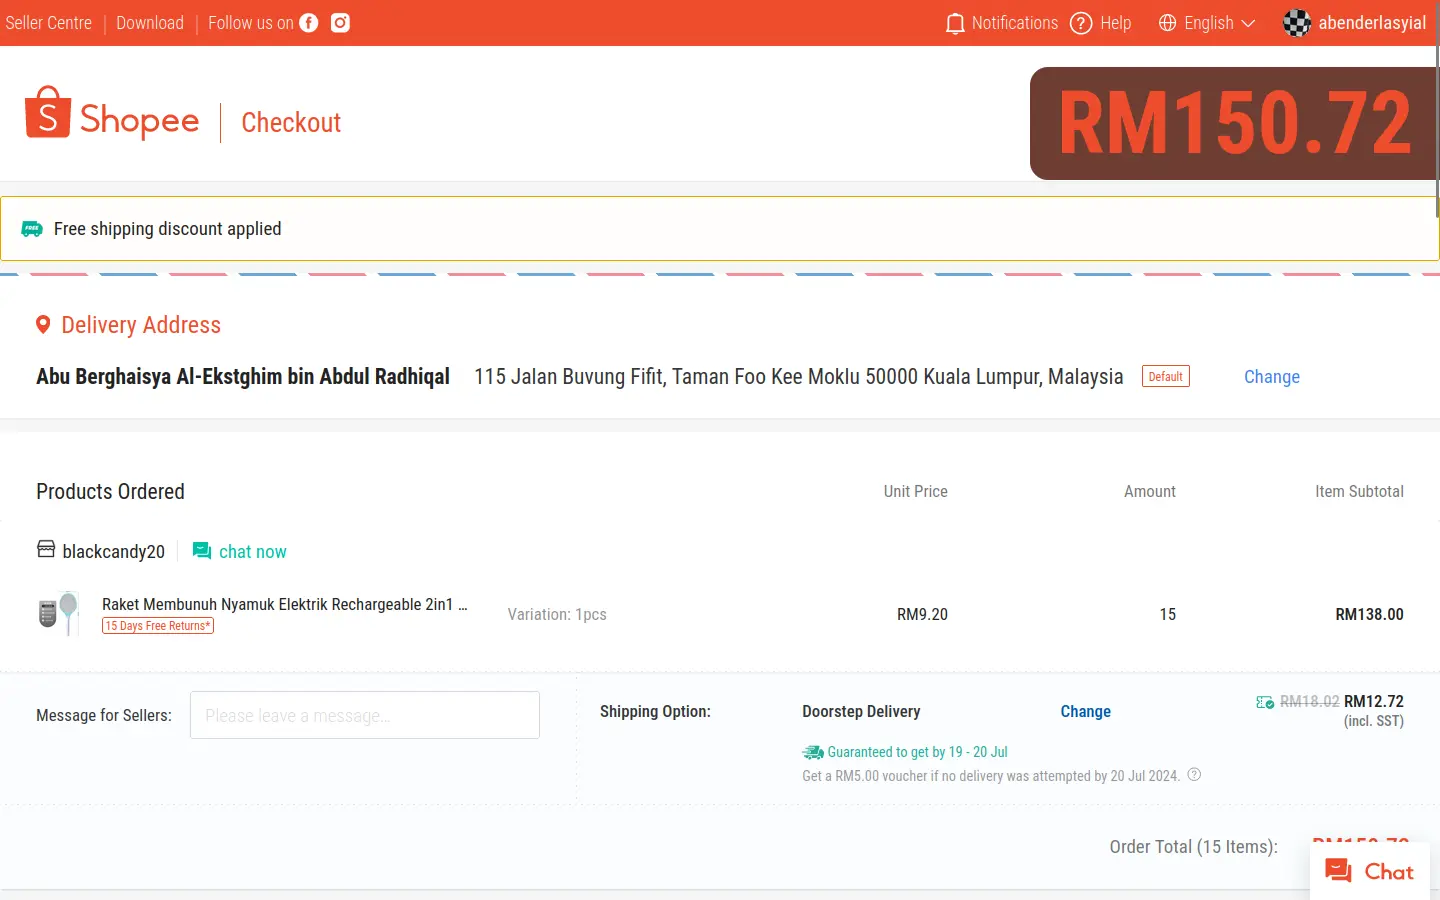 Seller Centre
Download
Follow us on
Notifications
Help
English
abenderlasyial
Shopee
Checkout
RM150.72
Free shipping discount applied
Delivery Address
Abu Berghaisya Al-Ekstghim bin Abdul Radhiqal 115 Jalan Buvung Fifit, Taman Foo Kee Moklu 50000 Kuala Lumpur, Malaysia Default Change
Products Ordered Unit Price Amount Item Subtotal
blackcandy20 chat now
Raket Membunuh Nyamuk Elektrik Rechargeable 2in1 ...
15 Days Free Returns*
Variation: 1pcs RM9.20 15 RM138.00
Message for Sellers: Please leave a message...
Shipping Option: Doorstep Delivery Change RM18.02 RM12.72
(incl. SST)
Guaranteed to get by 19 - 20 Jul
Get a RM5.00 voucher if no delivery was attempted by 20 Jul 2024.
Order Total (15 Items):
Chat